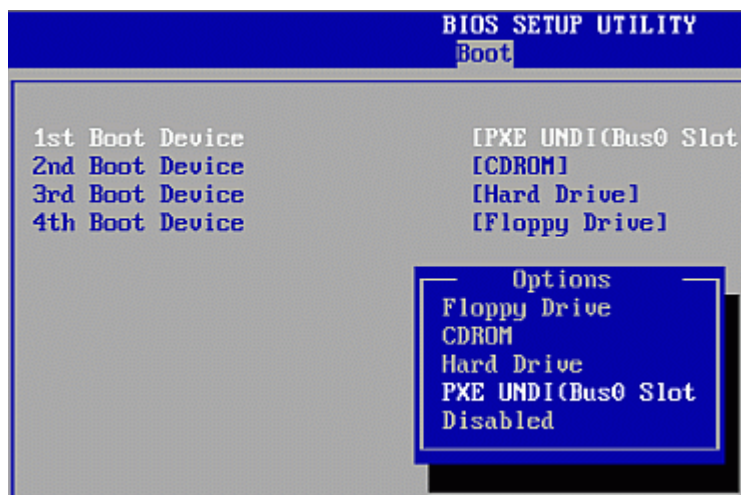 BIOS SETUP UTILITY
Boot
1st Boot Device [PXE UNDI(Bus0 Slot
2nd Boot Device [CDROM]
3rd Boot Device [Hard Drive]
4th Boot Device [Floppy Drive]
Options
Floppy Drive
CDROM
Hard Drive
PXE UNDI(Bus0 Slot
Disabled